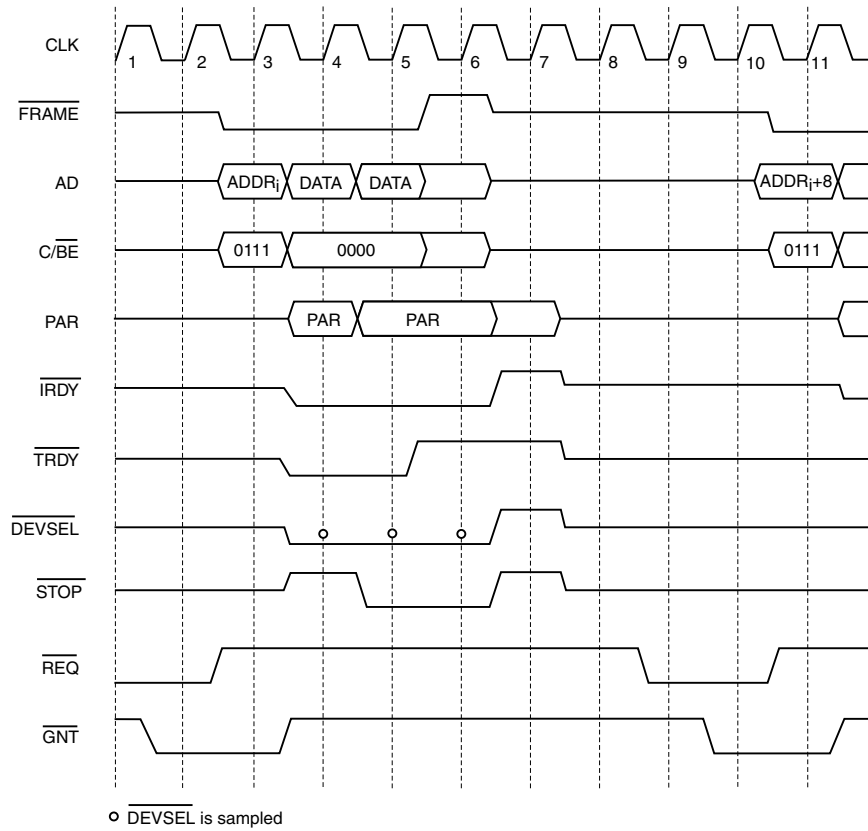 CLK
1 2 3 4 5 6 7 8 9 10 11
FRAME
AD ADDRi DATA DATA ADDRi+8
C/BE 0111 0000 0111
PAR PAR PAR
IRDY
TRDY
DEVSEL
STOP
REQ
GNT
DEVSEL is sampled